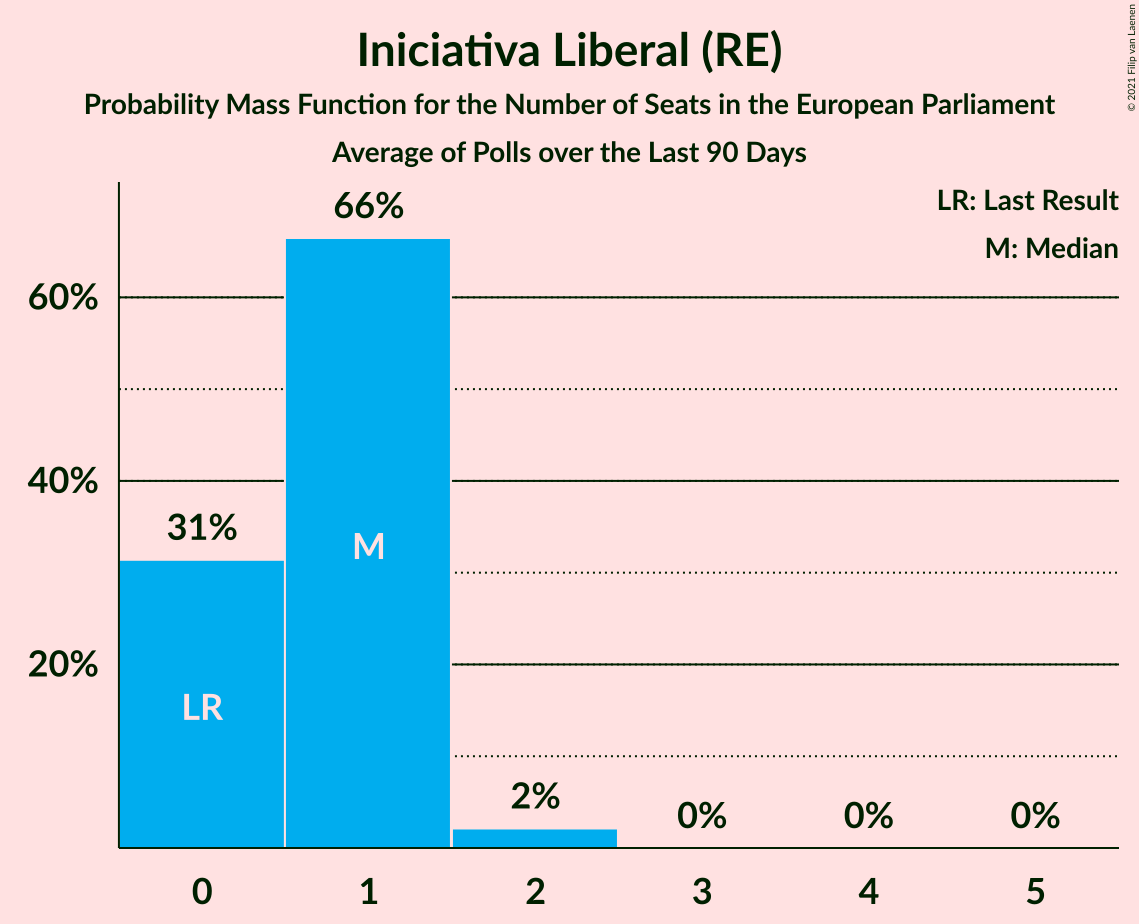 Iniciativa Liberal (RE)
Probability Mass Function for the Number of Seats in the European Parliament
Average of Polls over the Last 90 Days
© 2021 Filip van Laenen
LR: Last Result
M: Median
66%
60%
40%
31%
M
20%
LR
2%
0%
0%
0%
0
1
2
3
4
5